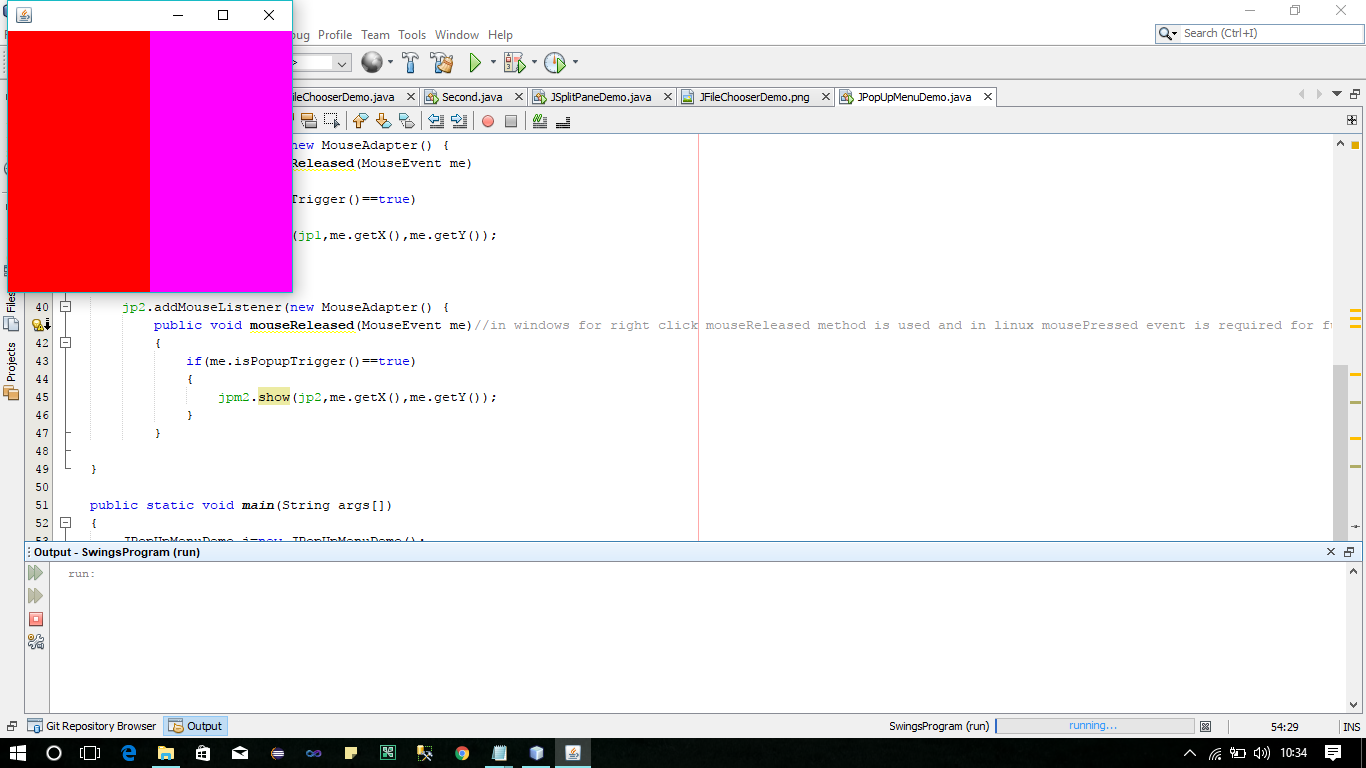 ug Profile Team Tools Window Help
Search (Ctrl+I)
ileChooserDemo.java Second.java JSplitPaneDemo.java JFileChooserDemo.png JPopUpMenuDemo.java
new MouseAdapter() {
Released(MouseEvent me)
Trigger()==true)
(jp1,me.getX(),me.getY());
40 jp2.addMouseListener(new MouseAdapter() {
public void mouseReleased(MouseEvent me)//in windows for right click mouseReleased method is used and in linux mousePressed event is required for fu
42 {
43 if(me.isPopupTrigger()==true)
44 {
45 jpm2.show(jp2,me.getX(),me.getY());
46 }
47 }
48
49 }
50
51 public static void main(String args[])
52 {
53 JPopUpMenuDemo j=new JPopUpMenuDemo();
Files
Projects
Output - SwingsProgram (run)
run:
Git Repository Browser Output SwingsProgram (run) running... 54:29 INS
10:34